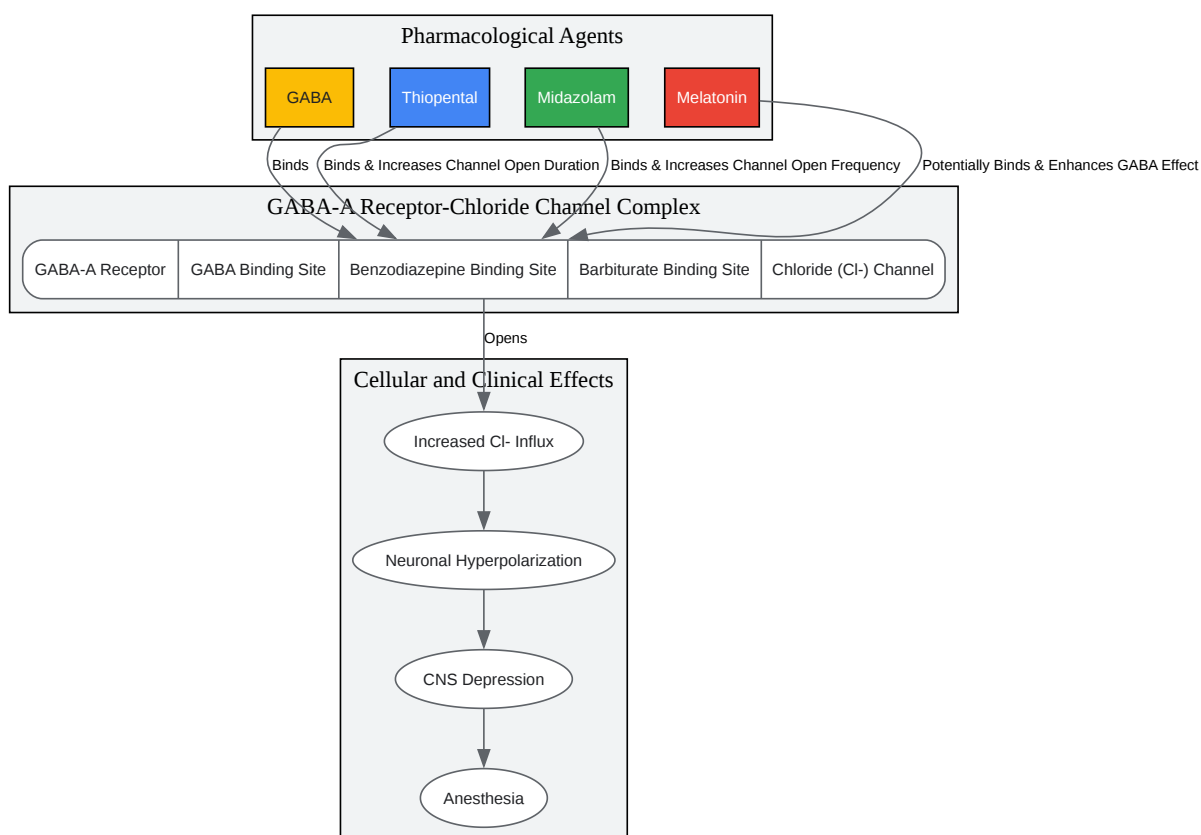 Pharmacological Agents
GABA
Thiopental
Midazolam
Melatonin
Binds
Binds & Increases Channel Open Duration
Binds & Increases Channel Open Frequency
Potentially Binds & Enhances GABA Effect
GABA-A Receptor-Chloride Channel Complex
GABA-A Receptor
GABA Binding Site
Benzodiazepine Binding Site
Barbiturate Binding Site
Chloride (Cl-) Channel
Opens
Cellular and Clinical Effects
Increased Cl- Influx
Neuronal Hyperpolarization
CNS Depression
Anesthesia